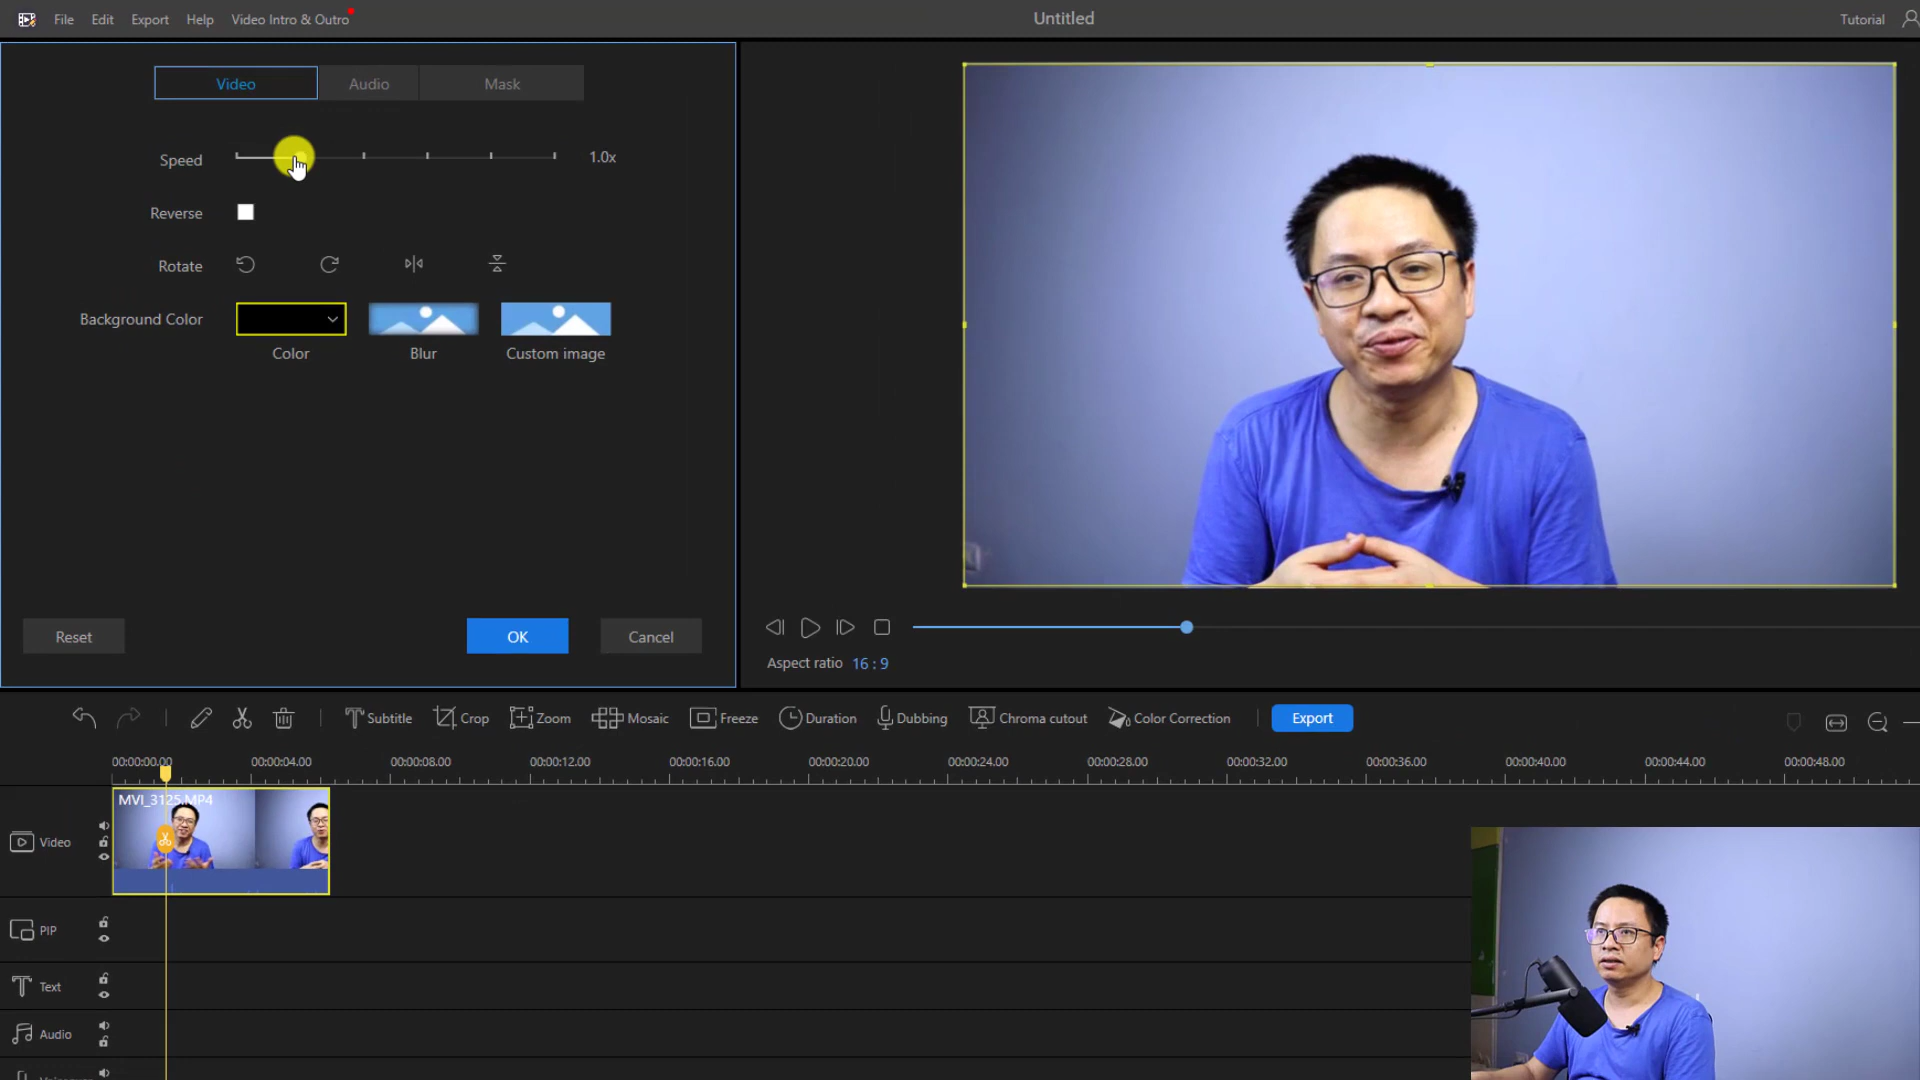 File Edit Export Help Video Intro & Outro Untitled Tutorial
Video Audio Mask
Speed 1.0x
Reverse
Rotate
Background Color
Color Blur Custom image
Reset OK Cancel
Aspect ratio 16 : 9
Subtitle Crop Zoom Mosaic Freeze Duration Dubbing Chroma cutout Color Correction Export
00:00:00.00 00:00:04.00 00:00:08.00 00:00:12.00 00:00:16.00 00:00:20.00 00:00:24.00 00:00:28.00 00:00:32.00 00:00:36.00 00:00:40.00 00:00:44.00 00:00:48.00
MVI_3125.MP4
Video
PIP
Text
Audio